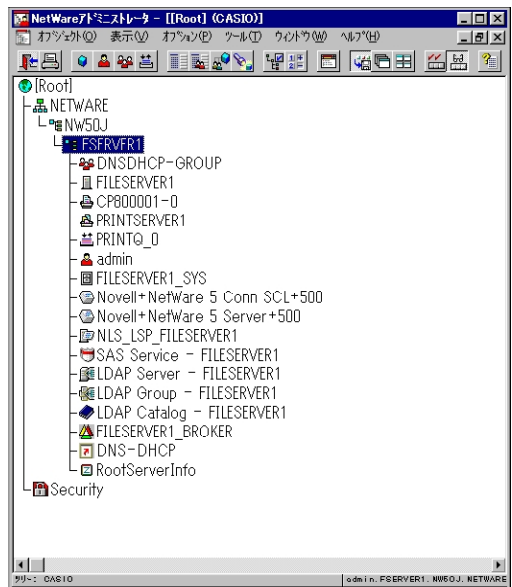 NetWareアドミニストレータ - [[Root] (CASIO)]
オブジェクト(O) 表示(V) オプション(P) ツール(T) ウィンドウ(W) ヘルプ(H)
[Root]
NETWARE
NW50J
FSERVER1
DNSDHCP-GROUP
FILESERVER1
CP800001-0
PRINTSERVER1
PRINTQ_0
admin
FILESERVER1_SYS
Novell+NetWare 5 Conn SCL+500
Novell+NetWare 5 Server+500
NLS_LSP_FILESERVER1
SAS Service - FILESERVER1
LDAP Server - FILESERVER1
LDAP Group - FILESERVER1
LDAP Catalog - FILESERVER1
FILESERVER1_BROKER
DNS-DHCP
RootServerInfo
Security
ツリー: CASIO
admin.FSERVER1.NW50J.NETWARE